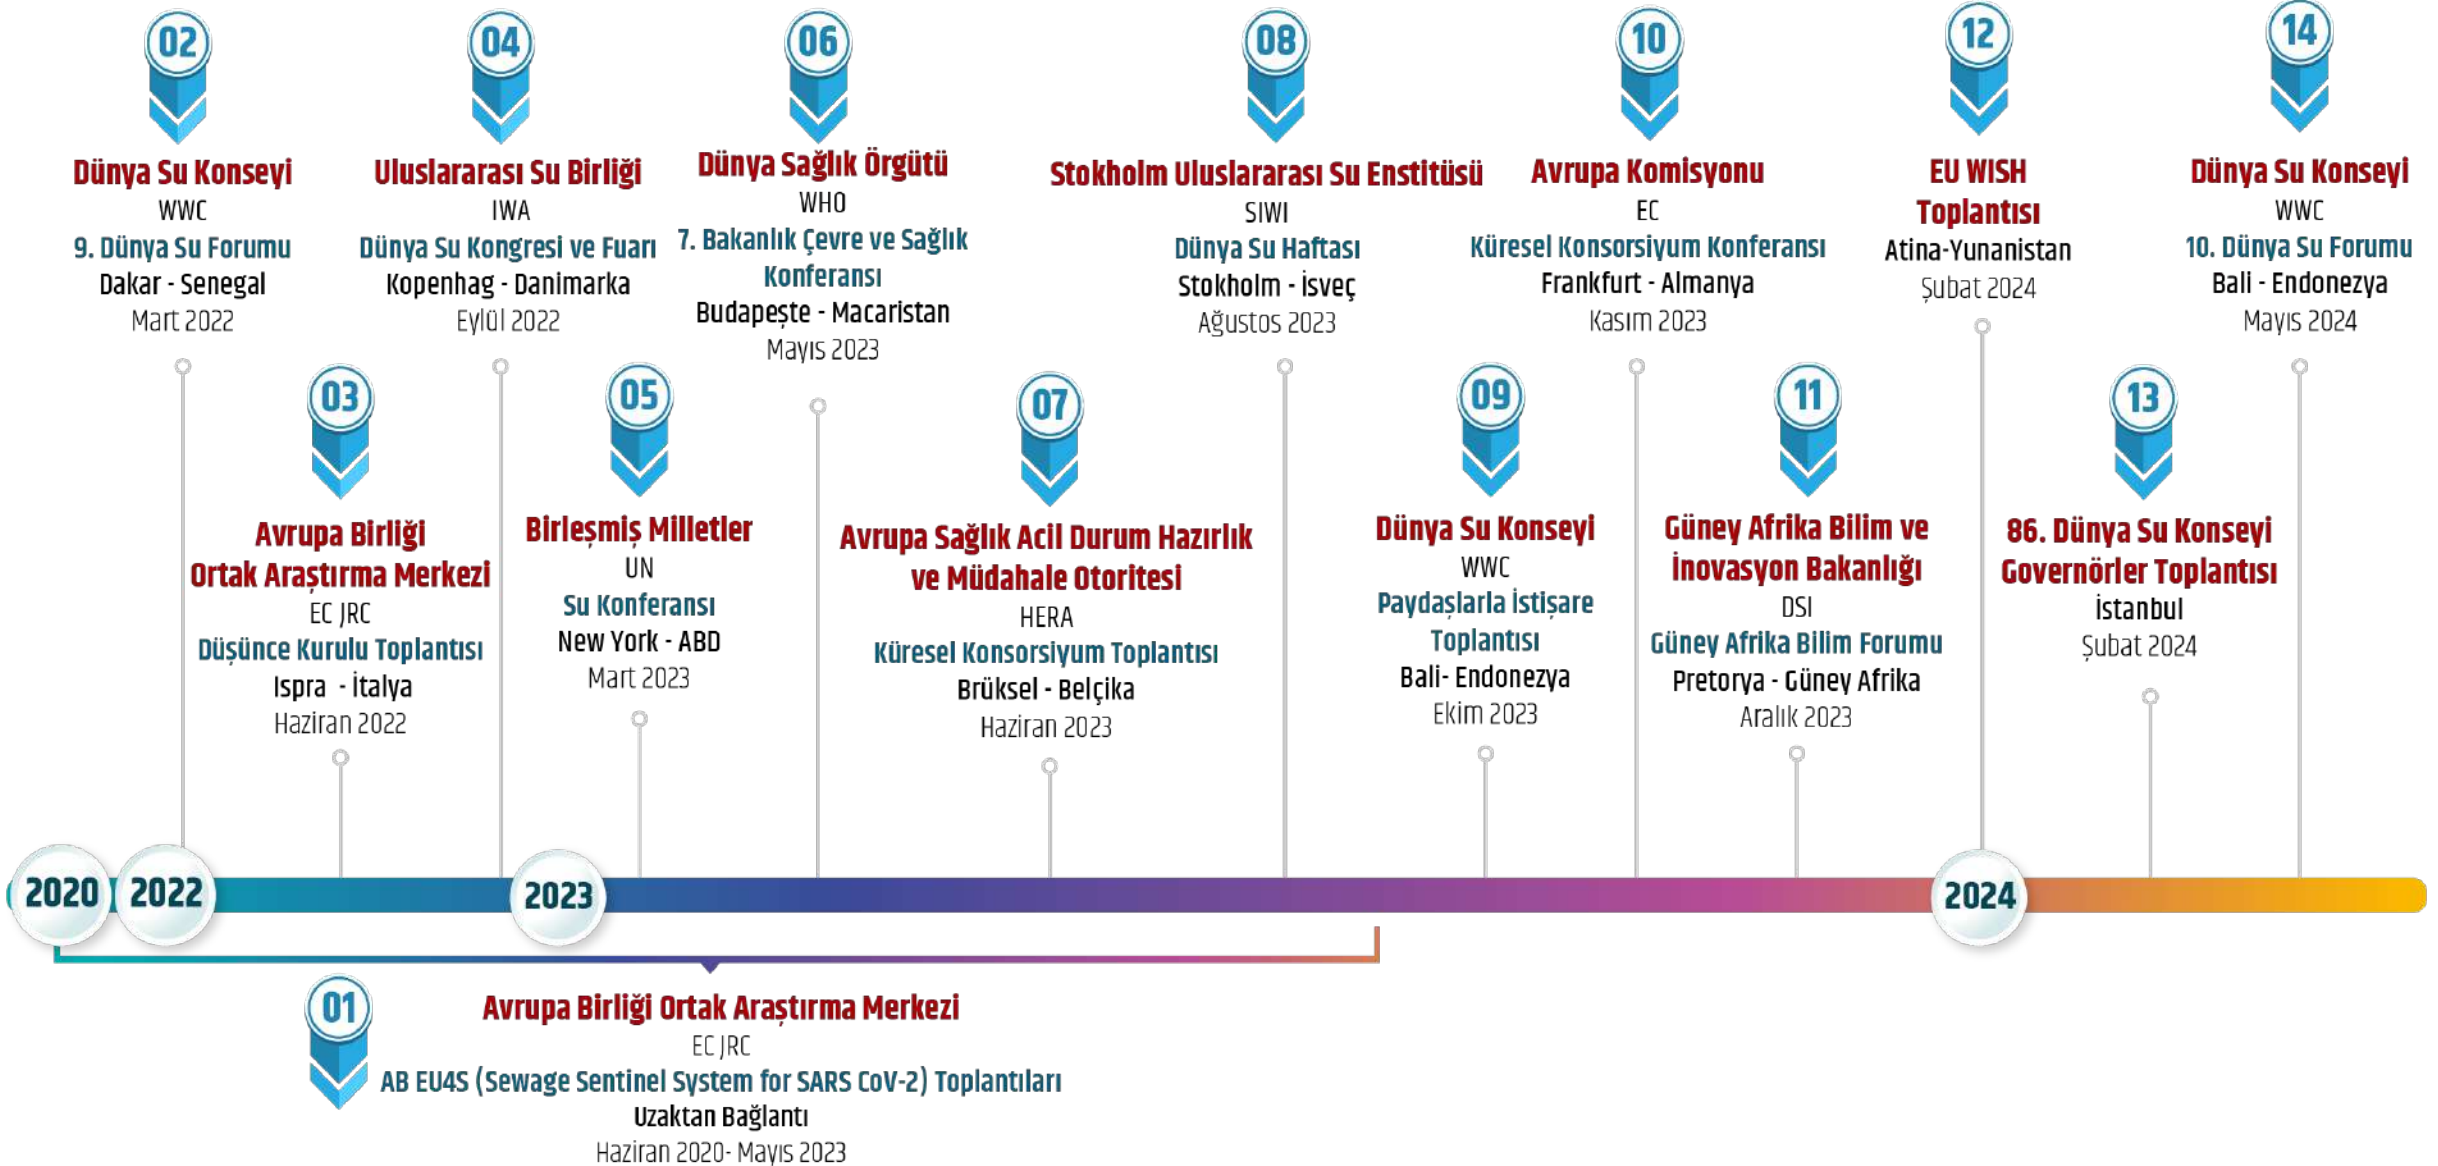 02
Dünya Su Konseyi
WWC
9. Dünya Su Forumu
Dakar - Senegal
Mart 2022
04
Uluslararası Su Birliği
IWA
Dünya Su Kongresi ve Fuarı
Kopenhag - Danimarka
Eylül 2022
06
Dünya Sağlık Örgütü
WHO
7. Bakanlık Çevre ve Sağlık
Konferansı
Budapeşte - Macaristan
Mayıs 2023
08
Stokholm Uluslararası Su Enstitüsü
SIWI
Dünya Su Haftası
Stokholm - İsveç
Ağustos 2023
10
Avrupa Komisyonu
EC
Küresel Konsorsiyum Konferansı
Frankfurt - Almanya
Kasım 2023
12
EU WISH
Toplantısı
Atina-Yunanistan
Şubat 2024
14
Dünya Su Konseyi
WWC
10. Dünya Su Forumu
Bali - Endonezya
Mayıs 2024
03
Avrupa Birliği
Ortak Araştırma Merkezi
EC JRC
Düşünce Kurulu Toplantısı
Ispra - İtalya
Haziran 2022
05
Birleşmiş Milletler
UN
Su Konferansı
New York - ABD
Mart 2023
07
Avrupa Sağlık Acil Durum Hazırlık
ve Müdahale Otoritesi
HERA
Küresel Konsorsiyum Toplantısı
Brüksel - Belçika
Haziran 2023
09
Dünya Su Konseyi
WWC
Paydaşlarla İstişare
Toplantısı
Bali- Endonezya
Ekim 2023
11
Güney Afrika Bilim ve
İnovasyon Bakanlığı
DSI
Güney Afrika Bilim Forumu
Pretorya - Güney Afrika
Aralık 2023
13
86. Dünya Su Konseyi
Governörler Toplantısı
İstanbul
Şubat 2024
2020
2022
2023
2024
01
Avrupa Birliği Ortak Araştırma Merkezi
EC JRC
AB EU4S (Sewage Sentinel System for SARS CoV-2) Toplantıları
Uzaktan Bağlantı
Haziran 2020- Mayıs 2023